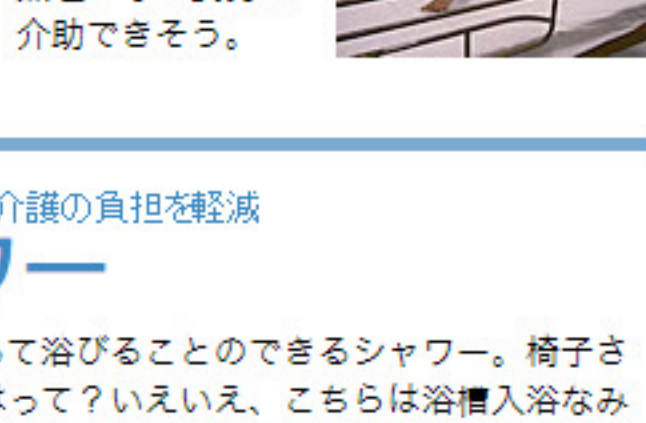 介助できそう。
介護の負担を軽減
ワー
て浴びることのできるシャワー。椅子さ
って？いえいえ、こちらは浴槽入浴なみ